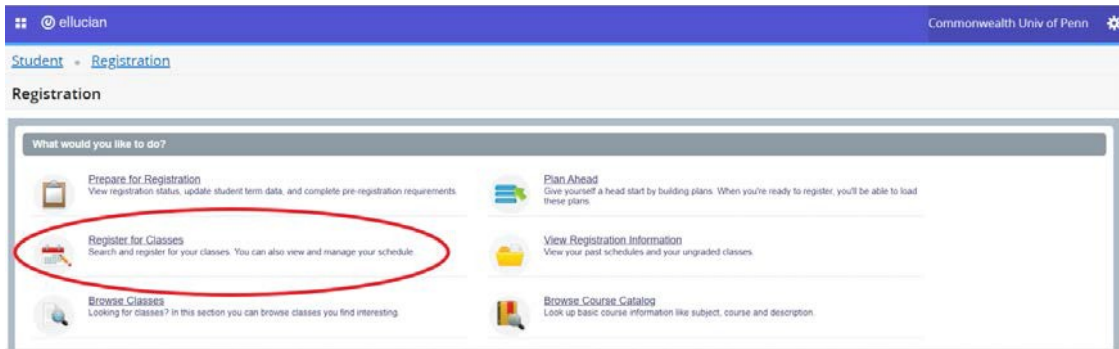 ellucian
Commonwealth Univ of Penn
Student • Registration
Registration
What would you like to do?
Prepare for Registration
View registration status, update student term data, and complete pre-registration requirements.
Plan Ahead
Give yourself a head start by building plans. When you're ready to register, you'll be able to load
these plans.
Register for Classes
Search and register for your classes. You can also view and manage your schedule.
View Registration Information
View your past schedules and your ungraded classes.
Browse Classes
Looking for classes? In this section you can browse classes you find interesting.
Browse Course Catalog
Look up basic course information like subject, course and description.